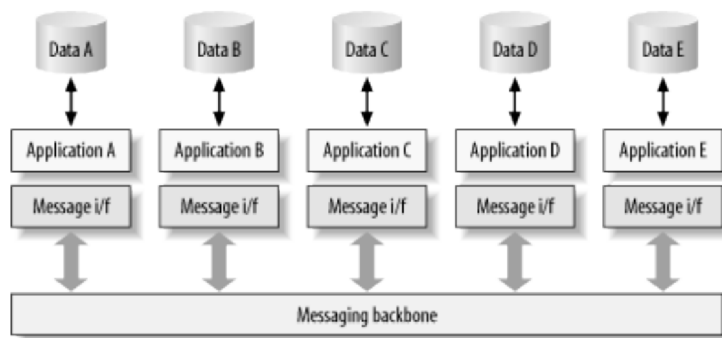 Data A Data B Data C Data D Data E
Application A Application B Application C Application D Application E
Message i/f Message i/f Message i/f Message i/f Message i/f
Messaging backbone